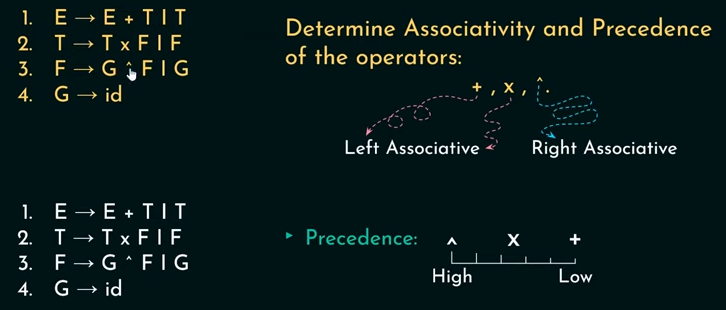 1. E → E + T | T
2. T → T x F | F
3. F → G ^ F | G
4. G → id
Determine Associativity and Precedence
of the operators:
+ , x , ^ .
Left Associative
Right Associative
1. E → E + T | T
2. T → T x F | F
3. F → G ^ F | G
4. G → id
‣ Precedence:
^ x +
High Low